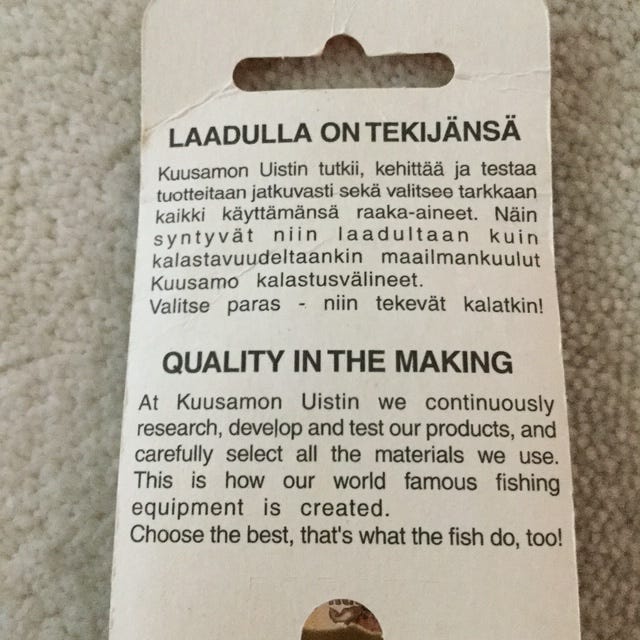 LAADULLA ON TEKIJÄNSÄ
Kuusamon Uistin tutkii, kehittää ja testaa
tuotteitaan jatkuvasti sekä valitsee tarkkaan
kaikki käyttämänsä raaka-aineet. Näin
syntyvät niin laadultaan kuin
kalastavuudeltaankin maailmankuulut
Kuusamo kalastusvälineet.
Valitse paras - niin tekevät kalatkin!
QUALITY IN THE MAKING
At Kuusamon Uistin we continuously
research, develop and test our products, and
carefully select all the materials we use.
This is how our world famous fishing
equipment is created.
Choose the best, that's what the fish do, too!